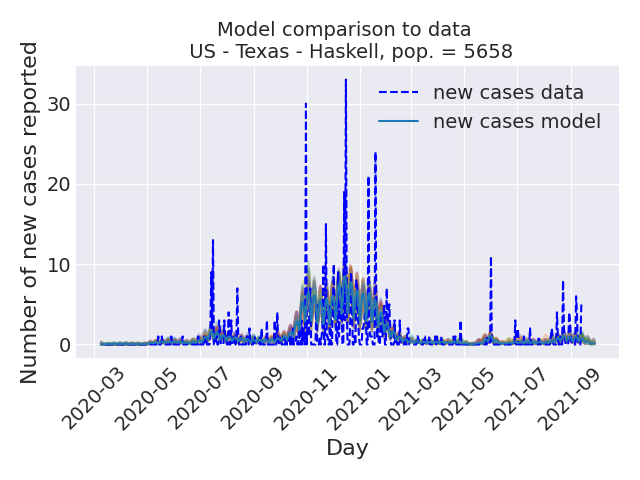 Model comparison to data
US - Texas - Haskell, pop. = 5658
Number of new cases reported
30
20
10
0
new cases data
new cases model
2020-03
2020-05
2020-07
2020-09
2020-11
2021-01
2021-03
2021-05
2021-07
2021-09
Day